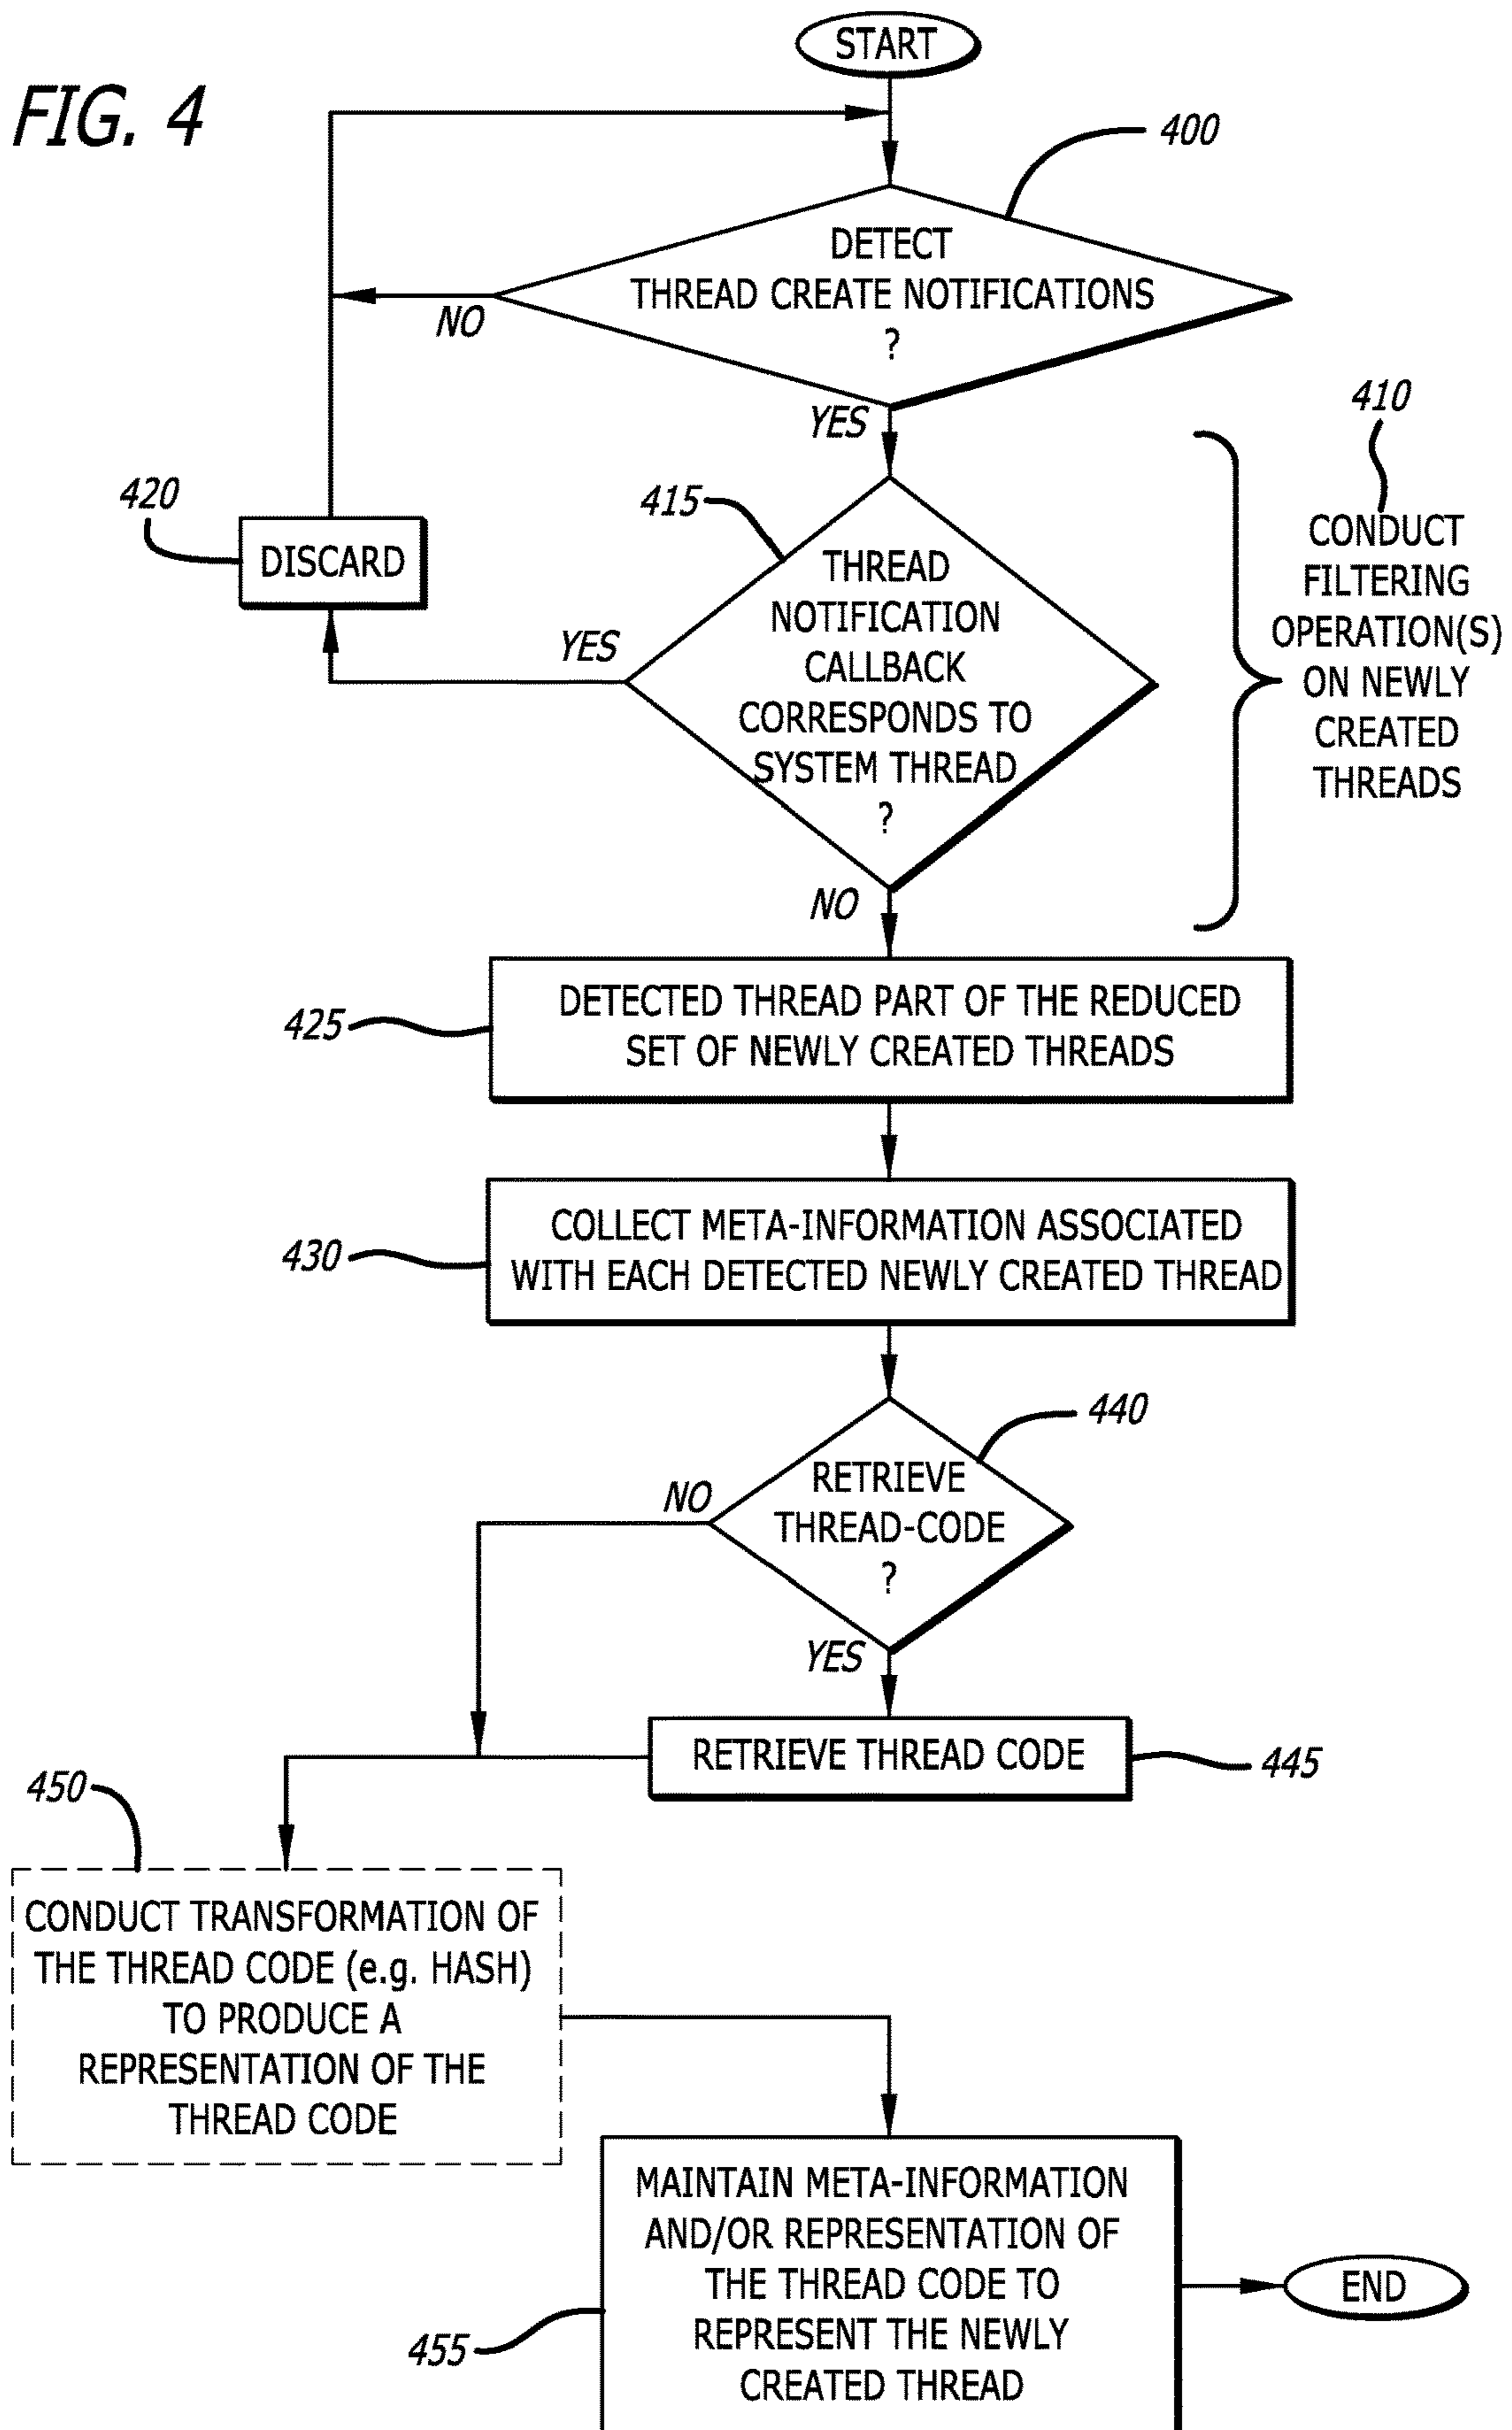 FIG. 4
START
400
DETECT
THREAD CREATE NOTIFICATIONS
?
NO
YES
410
CONDUCT
FILTERING
OPERATION(S)
ON NEWLY
CREATED
THREADS
420
DISCARD
415
YES
THREAD
NOTIFICATION
CALLBACK
CORRESPONDS TO
SYSTEM THREAD
?
NO
425
DETECTED THREAD PART OF THE REDUCED
SET OF NEWLY CREATED THREADS
430
COLLECT META-INFORMATION ASSOCIATED
WITH EACH DETECTED NEWLY CREATED THREAD
440
NO
RETRIEVE
THREAD-CODE
?
YES
RETRIEVE THREAD CODE
445
450
CONDUCT TRANSFORMATION OF
THE THREAD CODE (e.g. HASH)
TO PRODUCE A
REPRESENTATION OF THE
THREAD CODE
MAINTAIN META-INFORMATION
AND/OR REPRESENTATION OF
THE THREAD CODE TO
REPRESENT THE NEWLY
CREATED THREAD
455
END